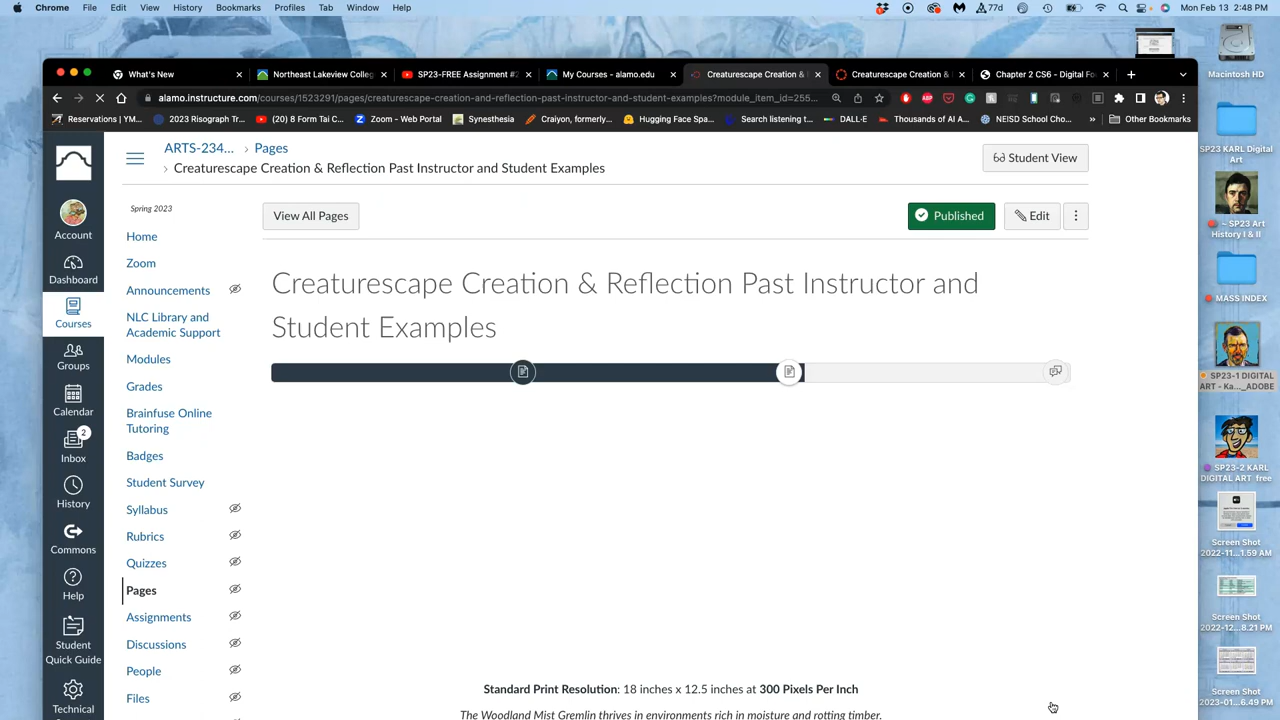 Chrome File Edit View History Bookmarks Profiles Tab Window Help 77d Mon Feb 13 2:48 PM
What's New Northeast Lakeview Colleg SP23-FREE Assignment #2 My Courses - alamo.edu Creaturescape Creation & Creaturescape Creation & Chapter 2 CS6 - Digital Fo
alamo.instructure.com/courses/1523291/pages/creaturescape-creation-and-reflection-past-instructor-and-student-examples?module_item_id=255...
Reservations | YM... 2023 Risograph Tr... (20) 8 Form Tai C... Zoom - Web Portal Synesthesia Craiyon, formerly... Hugging Face Spa... Search listening t... DALL·E Thousands of AI A... NEISD School Cho... » Other Bookmarks
ARTS-234... › Pages
› Creaturescape Creation & Reflection Past Instructor and Student Examples
Student View
Account
Dashboard
Courses
Groups
Calendar
2
Inbox
History
Commons
Help
Student
Quick Guide
Technical
Spring 2023
Home
Zoom
Announcements
NLC Library and
Academic Support
Modules
Grades
Brainfuse Online
Tutoring
Badges
Student Survey
Syllabus
Rubrics
Quizzes
Pages
Assignments
Discussions
People
Files
View All Pages
Published Edit
Creaturescape Creation & Reflection Past Instructor and
Student Examples
Standard Print Resolution: 18 inches x 12.5 inches at 300 Pixels Per Inch
The Woodland Mist Gremlin thrives in environments rich in moisture and rotting timber.
Macintosh HD
SP23 KARL Digital
Art
~ SP23 Art
History I & II
MASS INDEX
SP23-1 DIGITAL
ART - Ka..._ADOBE
SP23-2 KARL
DIGITAL ART free
Screen Shot
2022-11...1.59 AM
Screen Shot
2022-12...8.21 PM
Screen Shot
2023-01...6.49 PM